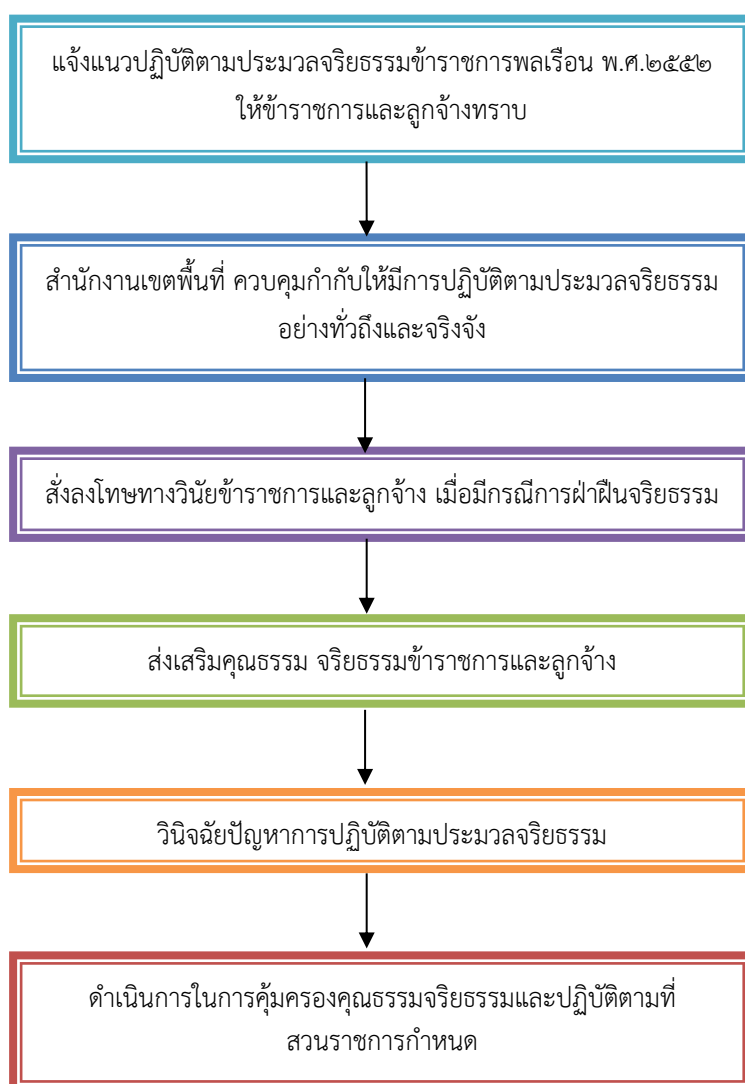 แจ้งแนวปฏิบัติตามประมวลจริยธรรมข้าราชการพลเรือน พ.ศ.๒๕๕๒
ให้ข้าราชการและลูกจ้างทราบ
สำนักงานเขตพื้นที่ ควบคุมกำกับให้มีการปฏิบัติตามประมวลจริยธรรม
อย่างทั่วถึงและจริงจัง
สั่งลงโทษทางวินัยข้าราชการและลูกจ้าง เมื่อมีกรณีการฝ่าฝืนจริยธรรม
ส่งเสริมคุณธรรม จริยธรรมข้าราชการและลูกจ้าง
วินิจฉัยปัญหาการปฏิบัติตามประมวลจริยธรรม
ดำเนินการในการคุ้มครองคุณธรรมจริยธรรมและปฏิบัติตามที่
สวนราชการกำหนด